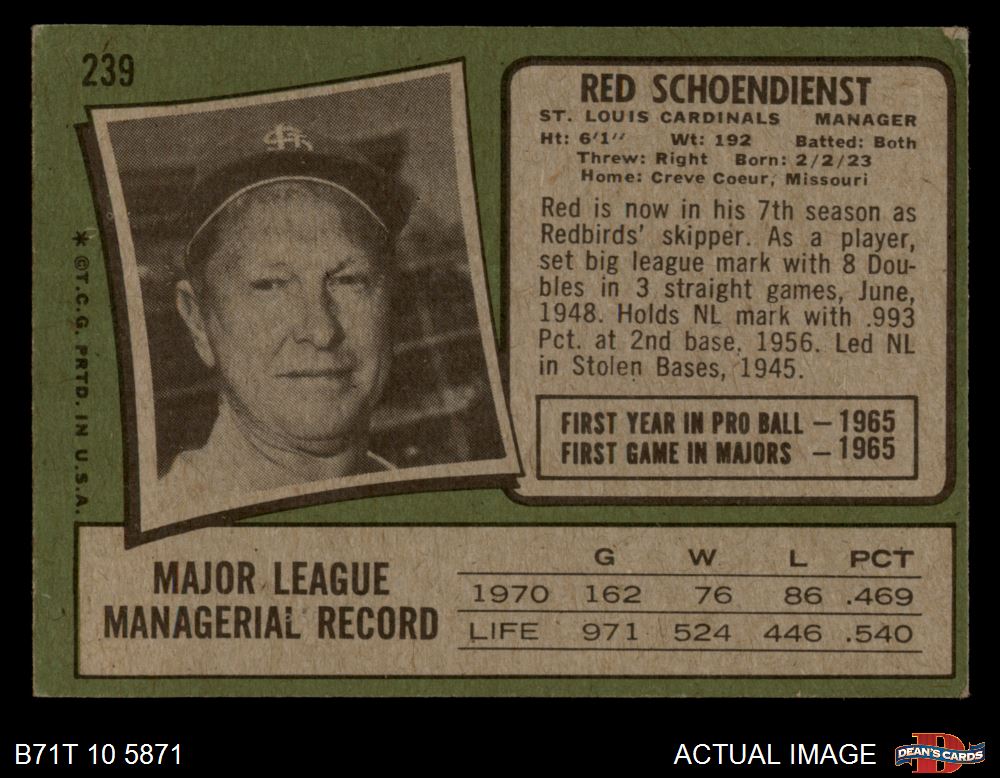 239
RED SCHOENDIENST
ST. LOUIS CARDINALS MANAGER
Ht: 6'1" Wt: 192 Batted: Both
Threw: Right Born: 2/2/23
Home: Creve Coeur, Missouri
Red is now in his 7th season as
Redbirds' skipper. As a player,
set big league mark with 8 Dou-
bles in 3 straight games, June,
1948. Holds NL mark with .993
Pct. at 2nd base, 1956. Led NL
in Stolen Bases, 1945.
FIRST YEAR IN PRO BALL – 1965
FIRST GAME IN MAJORS – 1965
* ©T.C.G. PRTD. IN U.S.A.
MAJOR LEAGUE
MANAGERIAL RECORD
G W L PCT
1970 162 76 86 .469
LIFE 971 524 446 .540
B71T 10 5871
ACTUAL IMAGE
DEAN'S CARDS